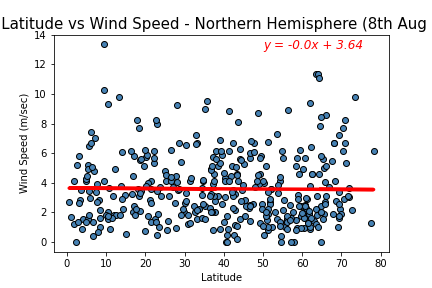 Latitude vs Wind Speed - Northern Hemisphere (8th Aug
y = -0.0x + 3.64
Wind Speed (m/sec)
14
12
10
8
6
4
2
0
0 10 20 30 40 50 60 70 80
Latitude